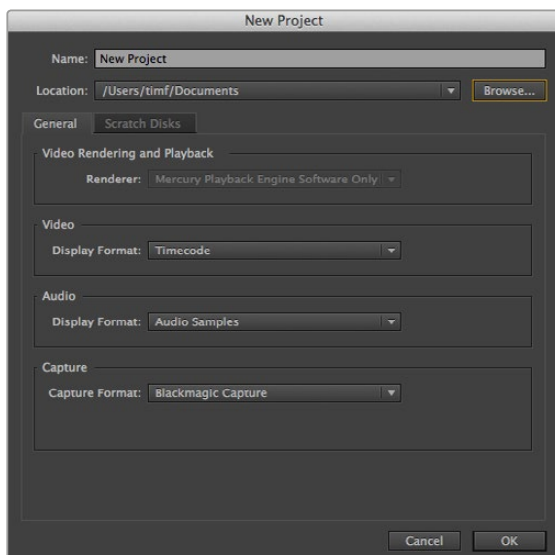 New Project
Name: New Project
Location: /Users/timf/Documents Browse...
General Scratch Disks
Video Rendering and Playback
Renderer: Mercury Playback Engine Software Only
Video
Display Format: Timecode
Audio
Display Format: Audio Samples
Capture
Capture Format: Blackmagic Capture
Cancel OK